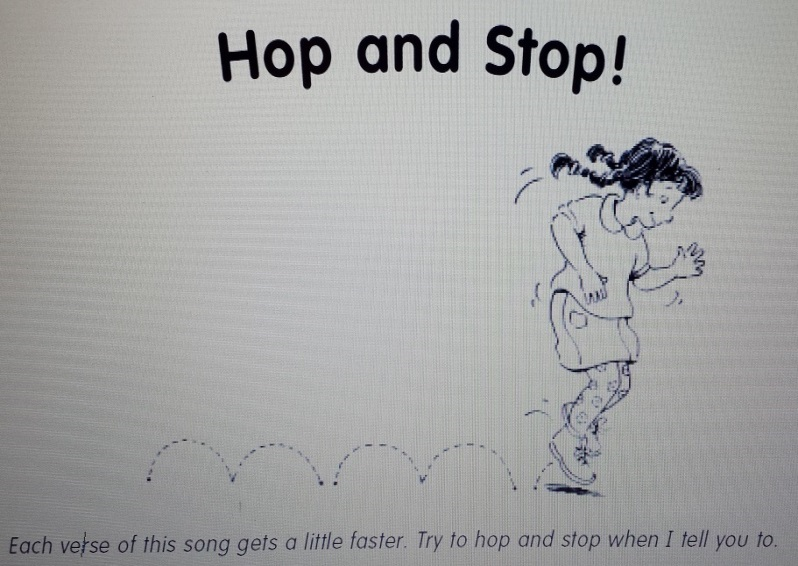 Hop and Stop!
Each verse of this song gets a little faster. Try to hop and stop when I tell you to.